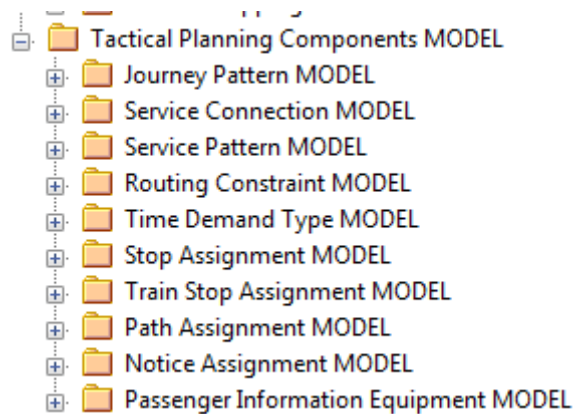 Tactical Planning Components MODEL
Journey Pattern MODEL
Service Connection MODEL
Service Pattern MODEL
Routing Constraint MODEL
Time Demand Type MODEL
Stop Assignment MODEL
Train Stop Assignment MODEL
Path Assignment MODEL
Notice Assignment MODEL
Passenger Information Equipment MODEL